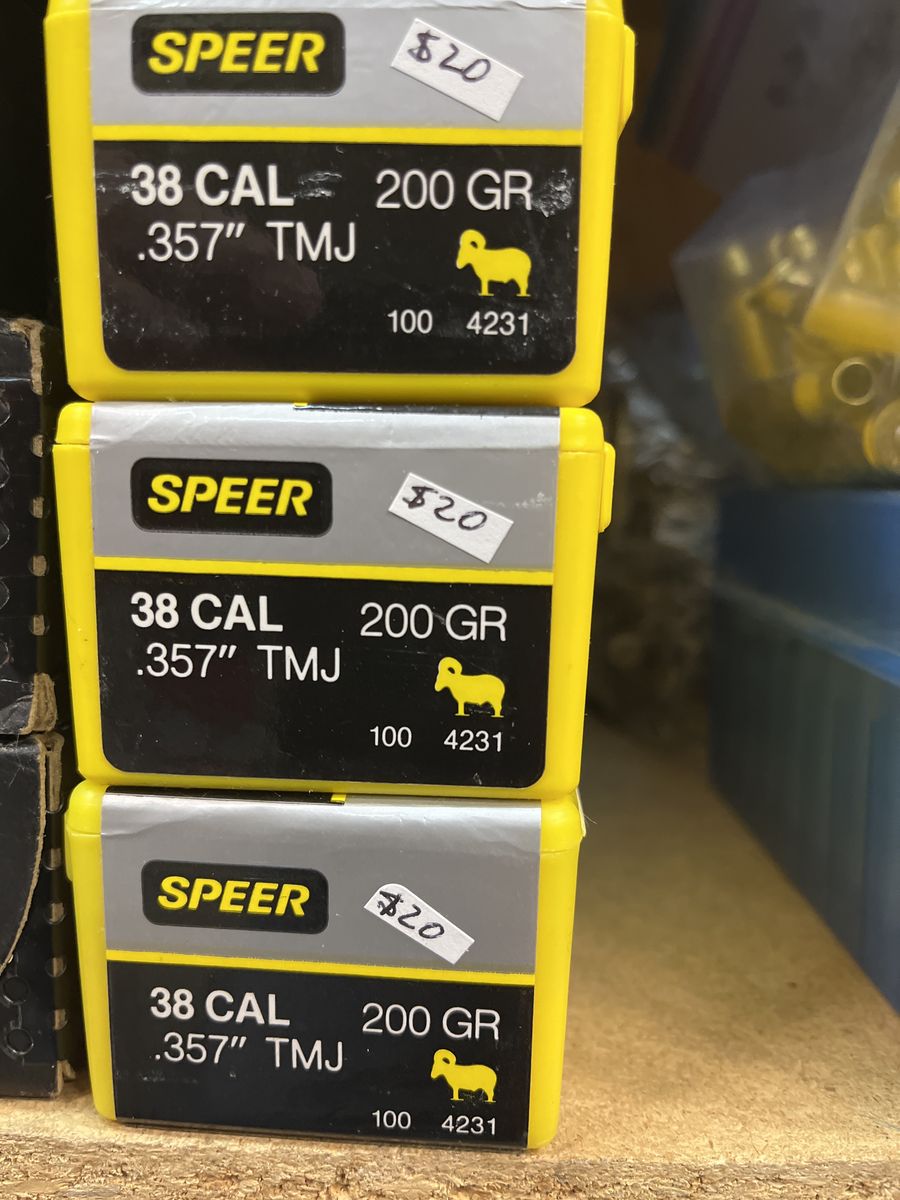 SPEER $20
38 CAL 200 GR
.357" TMJ
100 4231
SPEER $20
38 CAL 200 GR
.357" TMJ
100 4231
SPEER $20
38 CAL 200 GR
.357" TMJ
100 4231